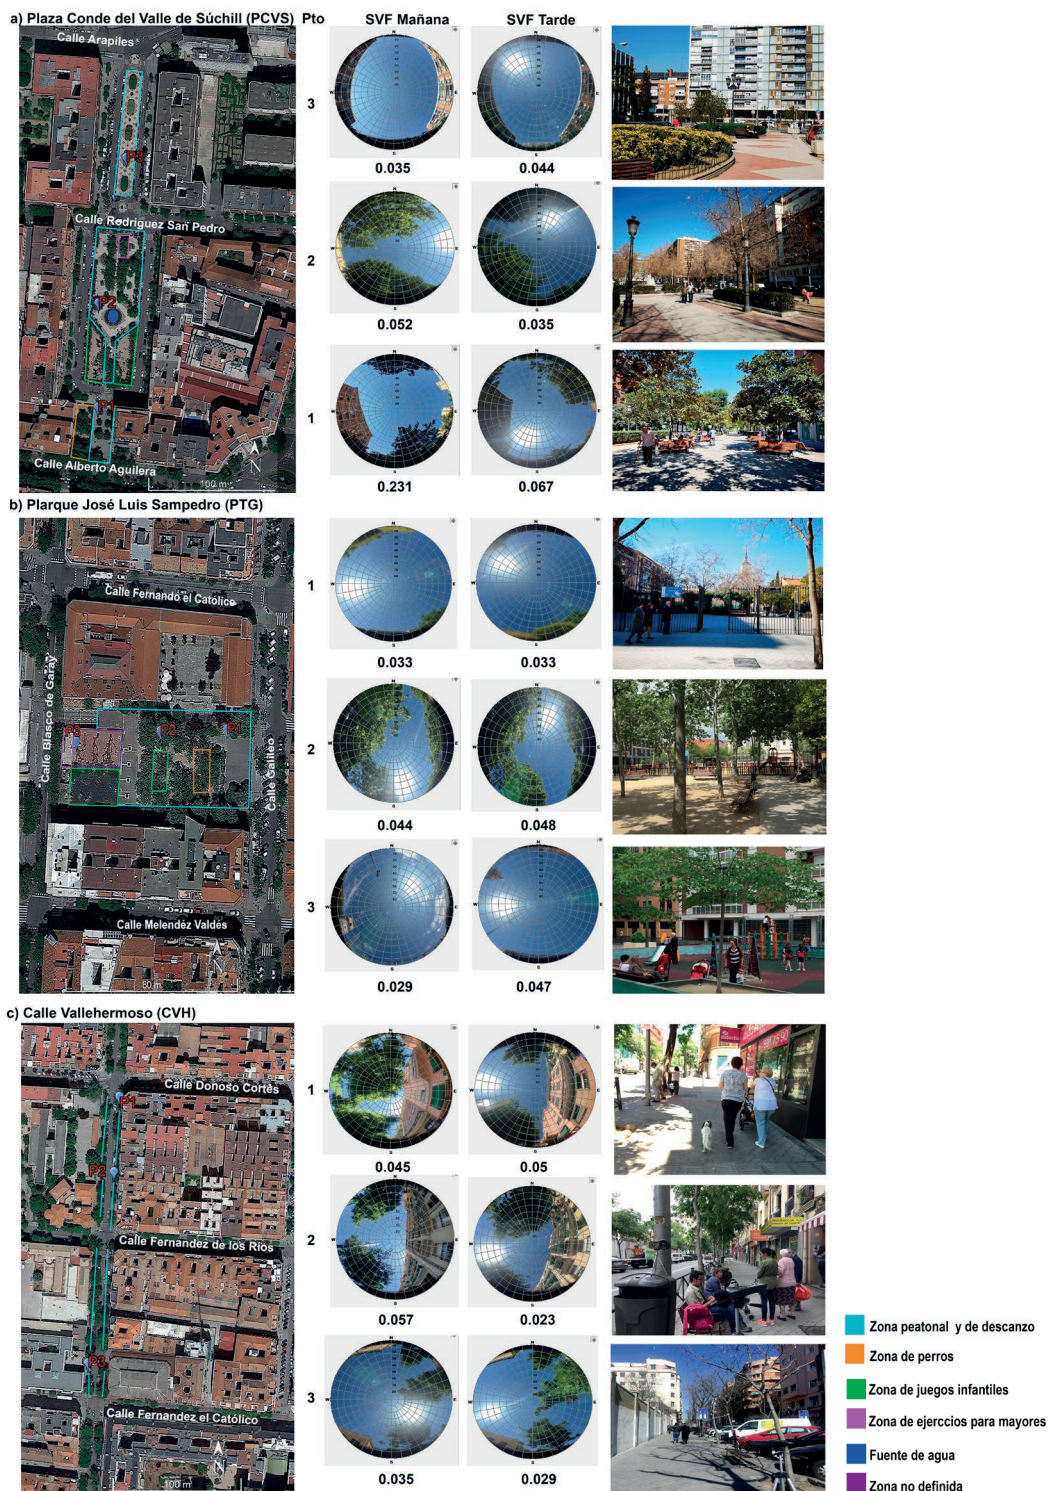 a) Plaza Conde del Valle de Súchill (PCVS) Pto SVF Mañana SVF Tarde
Calle Arapiles
P3
Calle Rodriguez San Pedro
P2
P1
Calle Alberto Aguilera
N
100 m
3
0.035 0.044
2
0.052 0.035
1
0.231 0.067
b) Plarque José Luis Sampedro (PTG)
Calle Fernando el Católico
Calle Blasco de Garay
P3 P2 P1
Calle Galileo
Calle Melendéz Valdés
80 m
1
0.033 0.033
2
0.044 0.048
3
0.029 0.047
c) Calle Vallehermoso (CVH)
Calle Donoso Cortés
P1
P2
Calle Fernandez de los Ríos
P3
Calle Fernandez el Católico
N
100 m
1
0.045 0.05
2
0.057 0.023
3
0.035 0.029
Zona peatonal y de descanzo
Zona de perros
Zona de juegos infantiles
Zona de ejerccios para mayores
Fuente de agua
Zona no definida